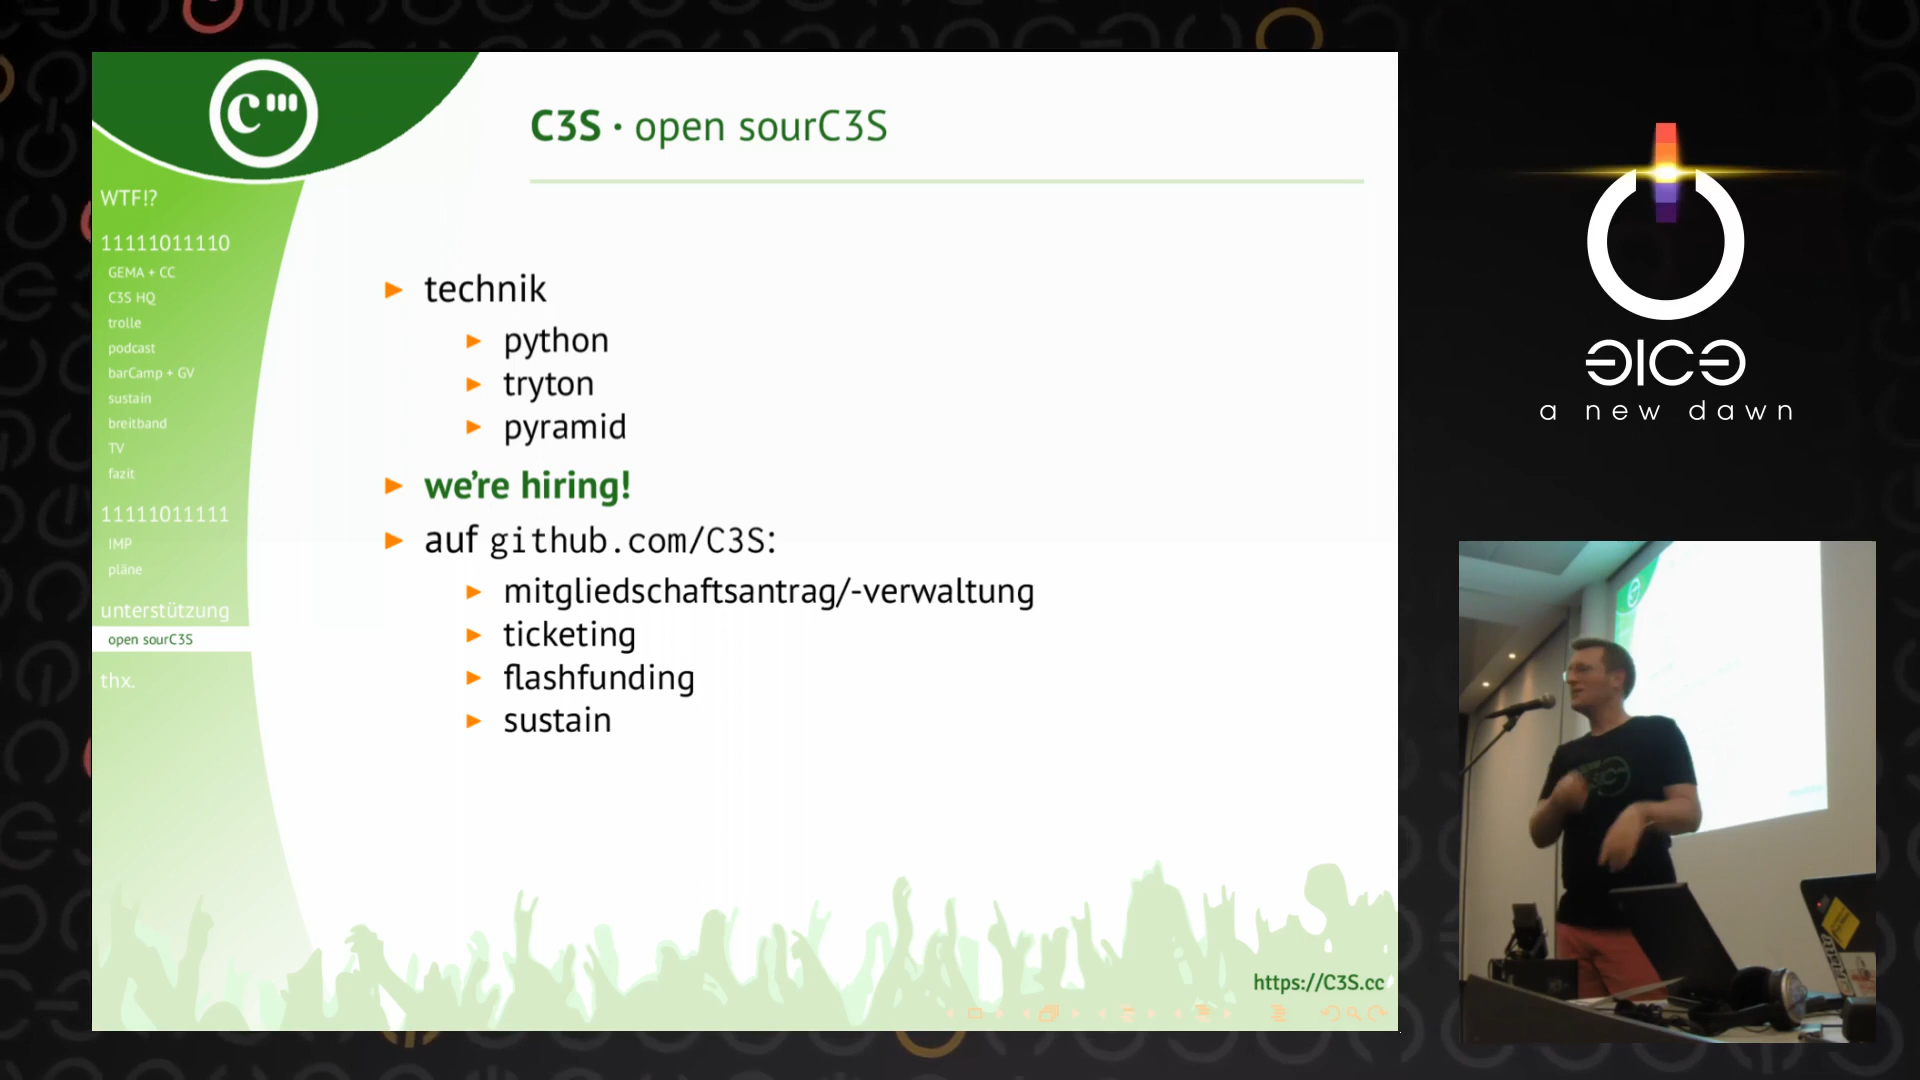 C3S · open sourC3S
WTF!?
11111011110
GEMA + CC
C3S HQ
trolle
podcast
barCamp + GV
sustain
breitband
TV
fazit
11111011111
IMP
pläne
unterstützung
open sourC3S
thx.
► technik
► python
► tryton
► pyramid
► we’re hiring!
► auf github.com/C3S:
► mitgliedschaftsantrag/-verwaltung
► ticketing
► flashfunding
► sustain
https://C3S.cc
a new dawn